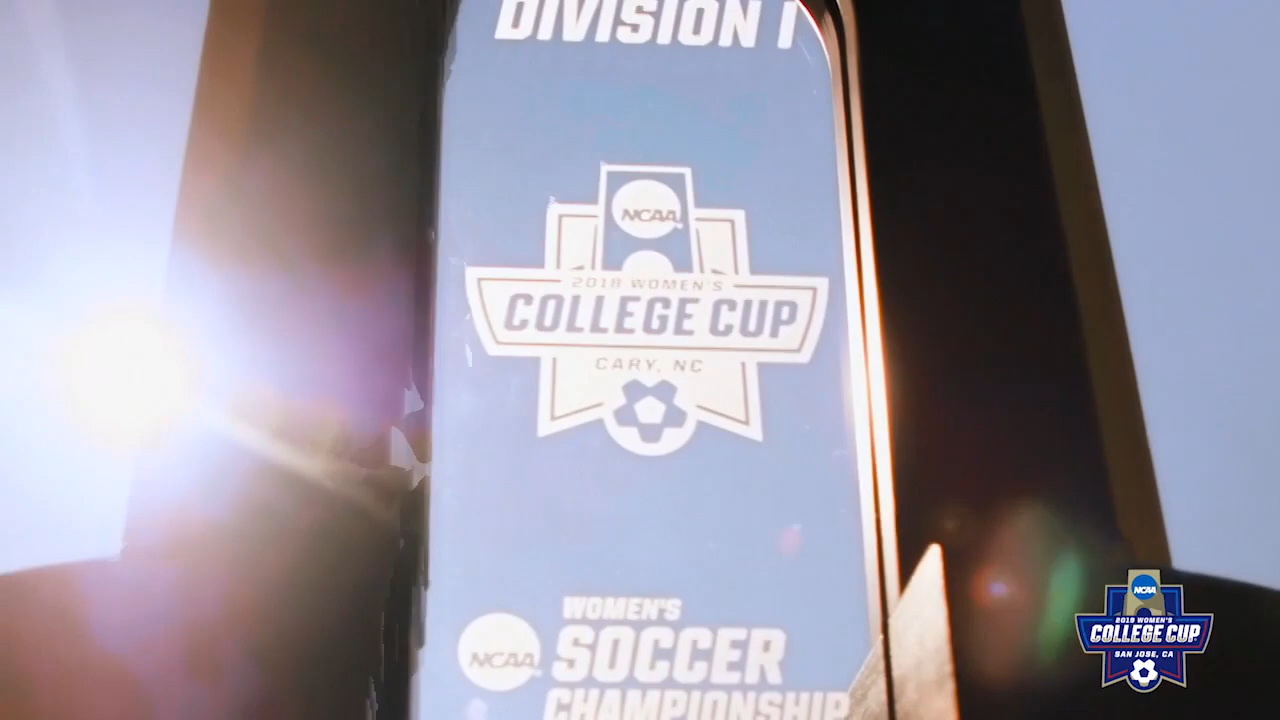 DIVISION I
NCAA
2018 WOMEN'S
COLLEGE CUP
CARY, NC
WOMEN'S
NCAA SOCCER
CHAMPIONSHIP
NCAA
2019 WOMEN'S
COLLEGE CUP
SAN JOSE, CA